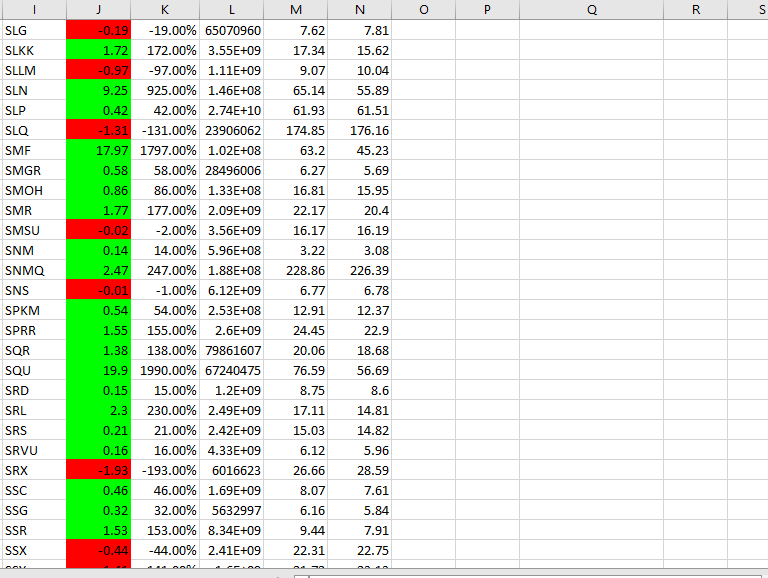 I J K L M N O P Q R S
SLG -0.19 -19.00% 65070960 7.62 7.81
SLKK 1.72 172.00% 3.55E+09 17.34 15.62
SLLM -0.97 -97.00% 1.11E+09 9.07 10.04
SLN 9.25 925.00% 1.46E+08 65.14 55.89
SLP 0.42 42.00% 2.74E+10 61.93 61.51
SLQ -1.31 -131.00% 23906062 174.85 176.16
SMF 17.97 1797.00% 1.02E+08 63.2 45.23
SMGR 0.58 58.00% 28496006 6.27 5.69
SMOH 0.86 86.00% 1.33E+08 16.81 15.95
SMR 1.77 177.00% 2.09E+09 22.17 20.4
SMSU -0.02 -2.00% 3.56E+09 16.17 16.19
SNM 0.14 14.00% 5.96E+08 3.22 3.08
SNMQ 2.47 247.00% 1.88E+08 228.86 226.39
SNS -0.01 -1.00% 6.12E+09 6.77 6.78
SPKM 0.54 54.00% 2.53E+08 12.91 12.37
SPRR 1.55 155.00% 2.6E+09 24.45 22.9
SQR 1.38 138.00% 79861607 20.06 18.68
SQU 19.9 1990.00% 67240475 76.59 56.69
SRD 0.15 15.00% 1.2E+09 8.75 8.6
SRL 2.3 230.00% 2.49E+09 17.11 14.81
SRS 0.21 21.00% 2.42E+09 15.03 14.82
SRVU 0.16 16.00% 4.33E+09 6.12 5.96
SRX -1.93 -193.00% 6016623 26.66 28.59
SSC 0.46 46.00% 1.69E+09 8.07 7.61
SSG 0.32 32.00% 5632997 6.16 5.84
SSR 1.53 153.00% 8.34E+09 9.44 7.91
SSX -0.44 -44.00% 2.41E+09 22.31 22.75